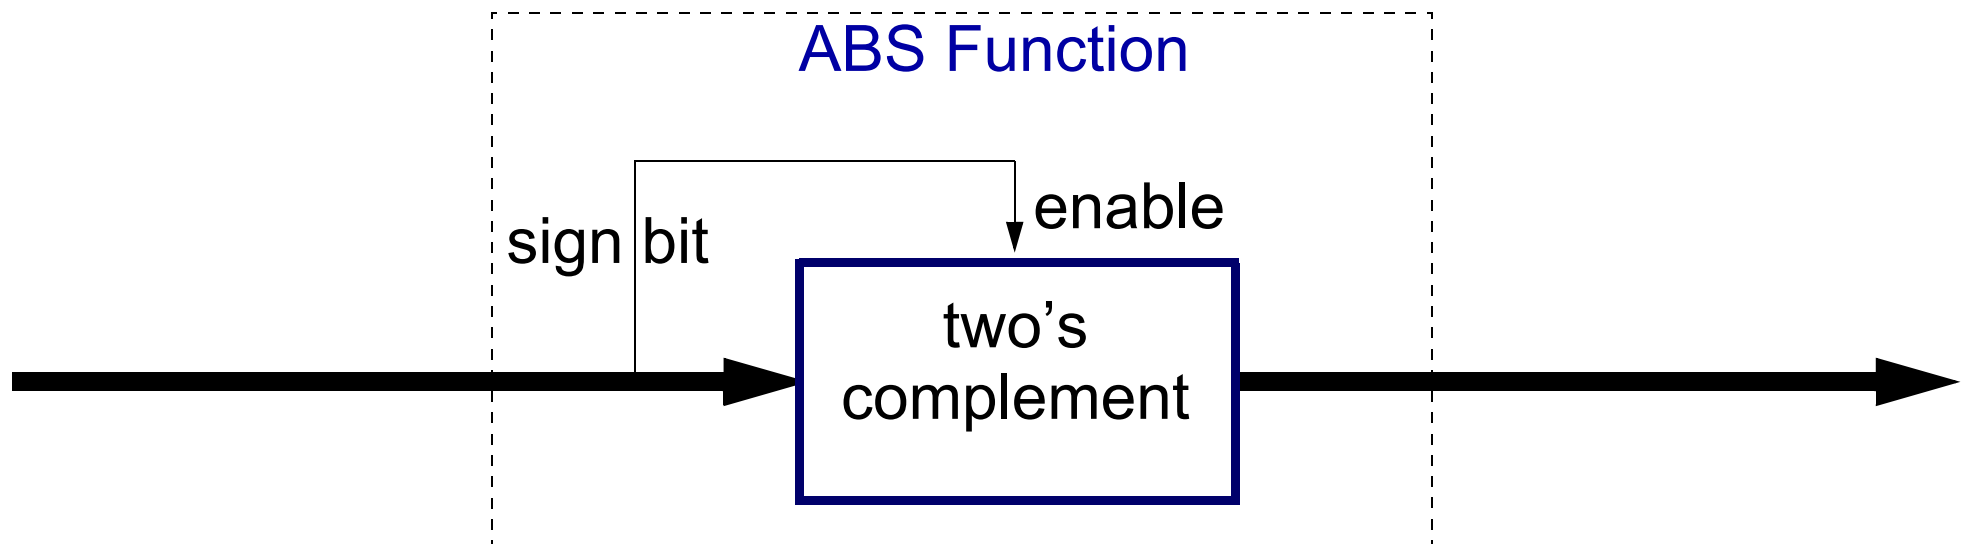 ABS Function
enable
sign bit
two’s
complement